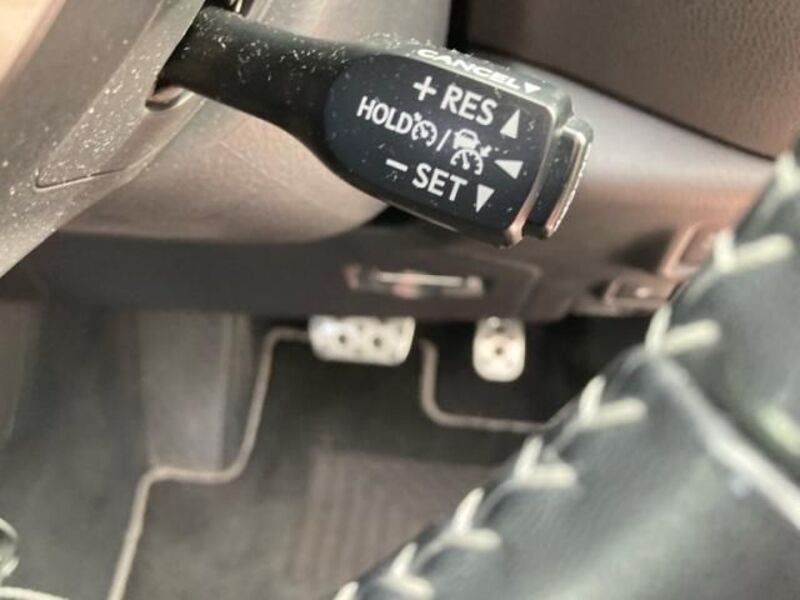 CANCEL▼
+RES▲
HOLD / ◄
−SET▼